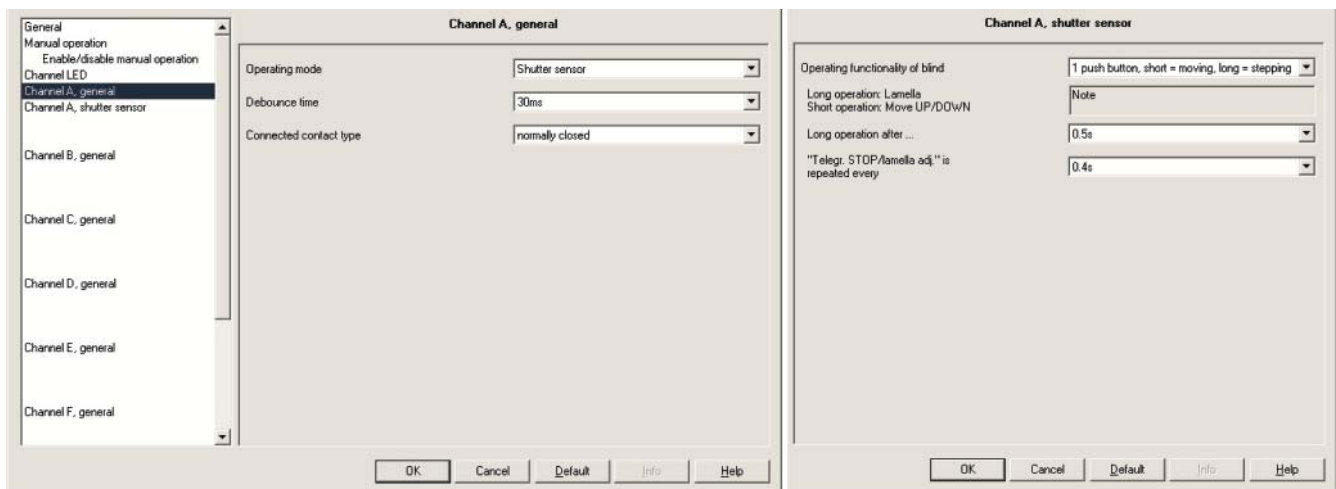 General
Manual operation
Enable/disable manual operation
Channel LED
Channel A, general
Channel A, shutter sensor
Channel B, general
Channel C, general
Channel D, general
Channel E, general
Channel F, general
Channel A, general
Operating mode
Shutter sensor
Debounce time
30ms
Connected contact type
normally closed
OK
Cancel
Default
Info
Help
Channel A, shutter sensor
Operating functionality of blind
1 push button, short = moving, long = stepping
Long operation: Lamella
Short operation: Move UP/DOWN
Note
Long operation after ...
0.5s
"Telegr. STOP/lamella adj." is
repeated every
0.4s
OK
Cancel
Default
Info
Help